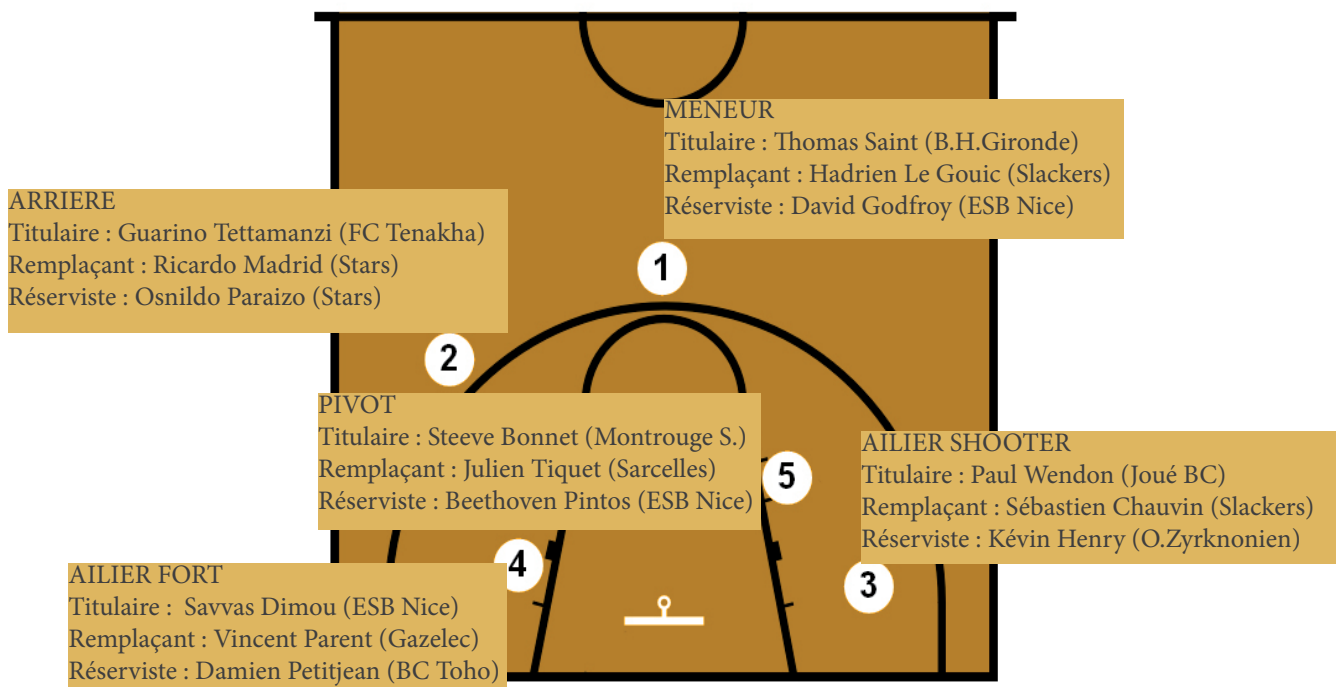 MENEUR
Titulaire : Thomas Saint (B.H.Gironde)
Remplaçant : Hadrien Le Gouic (Slackers)
Réserviste : David Godfroy (ESB Nice)
ARRIERE
Titulaire : Guarino Tettamanzi (FC Tenakha)
Remplaçant : Ricardo Madrid (Stars)
Réserviste : Osnildo Paraizo (Stars)
1
2
PIVOT
Titulaire : Steeve Bonnet (Montrouge S.)
Remplaçant : Julien Tiquet (Sarcelles)
Réserviste : Beethoven Pintos (ESB Nice)
5
AILIER SHOOTER
Titulaire : Paul Wendon (Joué BC)
Remplaçant : Sébastien Chauvin (Slackers)
Réserviste : Kévin Henry (O.Zyrknonien)
4
3
AILIER FORT
Titulaire : Savvas Dimou (ESB Nice)
Remplaçant : Vincent Parent (Gazelec)
Réserviste : Damien Petitjean (BC Toho)